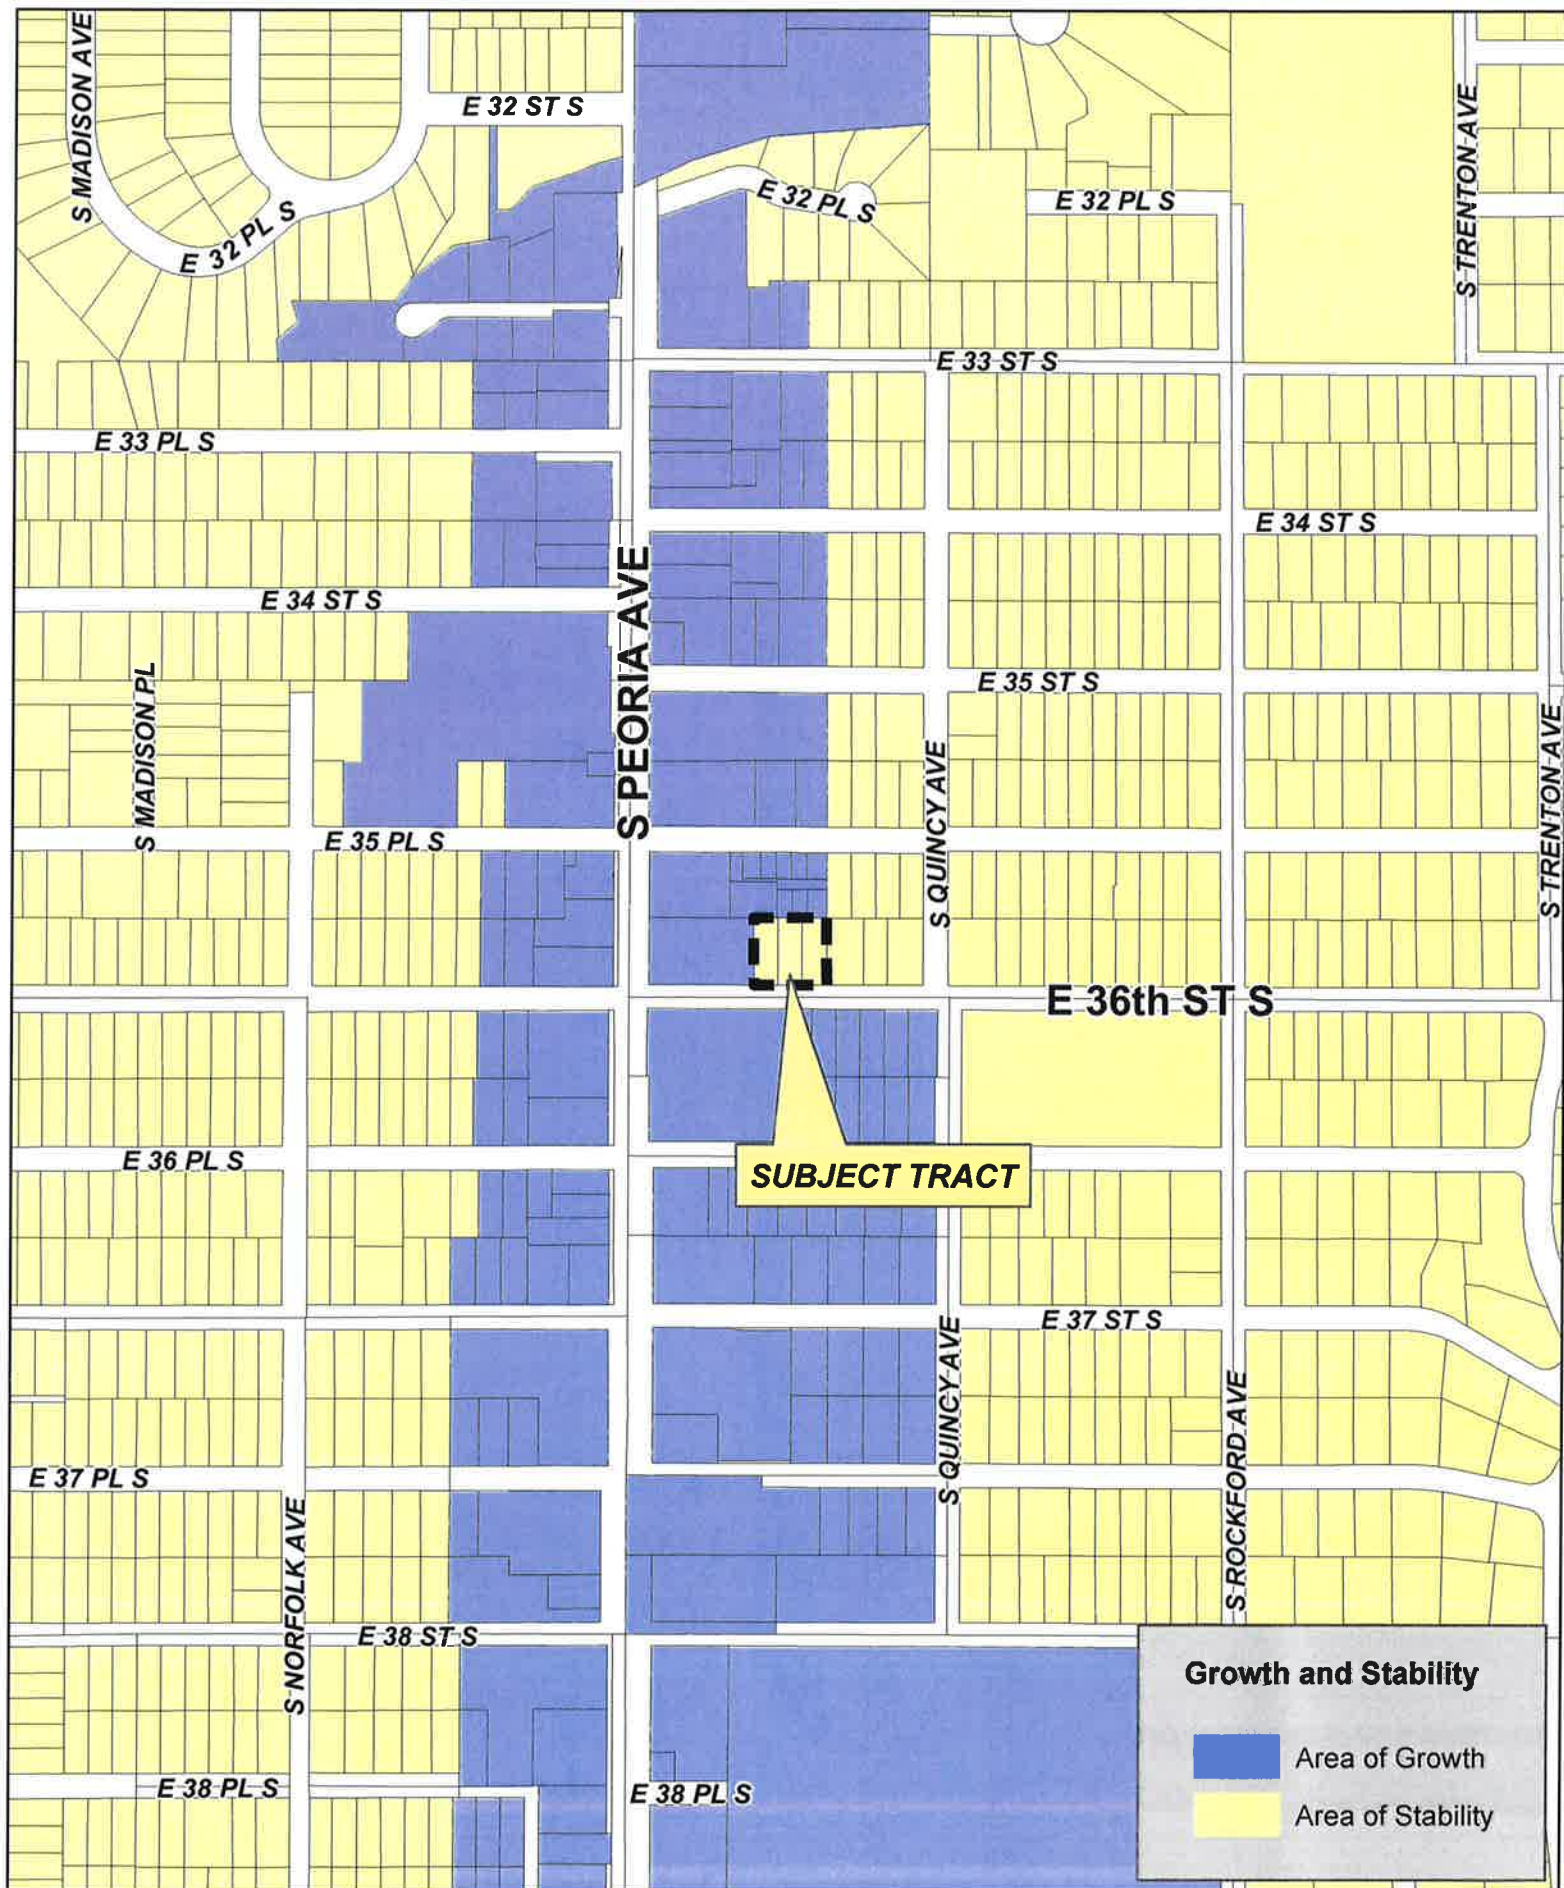 S MADISON AVE
E 32 ST S
E 32 PL S
E 32 PL S
E 32 PL S
S TRENTON AVE
E 33 ST S
E 33 PL S
E 34 ST S
E 34 ST S
S PEORIA AVE
E 35 ST S
S MADISON PL
S QUINCY AVE
S TRENTON AVE
E 35 PL S
E 36th ST S
E 36 PL S
SUBJECT TRACT
E 37 ST S
S QUINCY AVE
S ROCKFORD AVE
E 37 PL S
S NORFOLK AVE
E 38 ST S
E 38 PL S
E 38 PL S
Growth and Stability
Area of Growth
Area of Stability